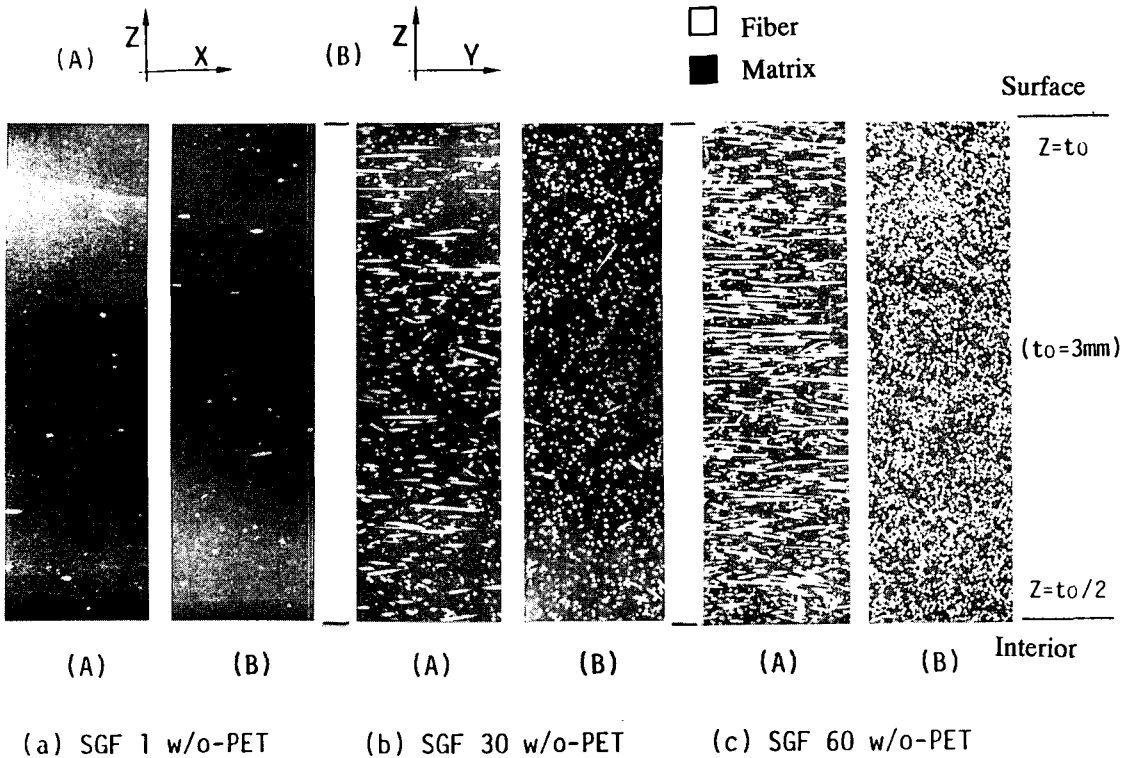 (A) Z X
(B) Z Y
Fiber
Matrix
Surface
Z=to
(to=3mm)
Z=to/2
Interior
(A) (B) (A) (B) (A) (B)
(a) SGF 1 w/o-PET (b) SGF 30 w/o-PET (c) SGF 60 w/o-PET